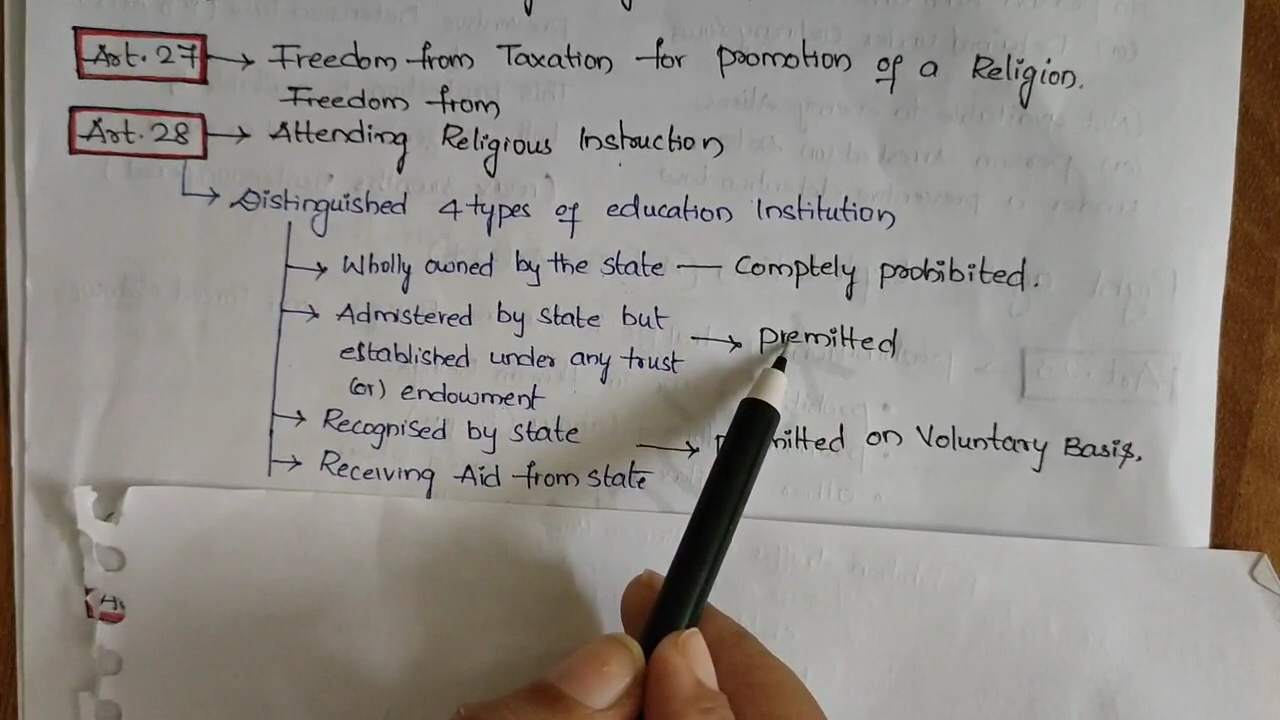 Art. 27 → Freedom from Taxation for promotion of a Religion.
Freedom from
Art. 28 → Attending Religious Instruction
→ Distinguished 4 types of education Institution
→ Wholly owned by the state — Comptely prohibited.
→ Admistered by state but
established under any trust → premitted
(or) endowment
→ Recognised by state
→ on Voluntary Basis.
→ Receiving Aid from state